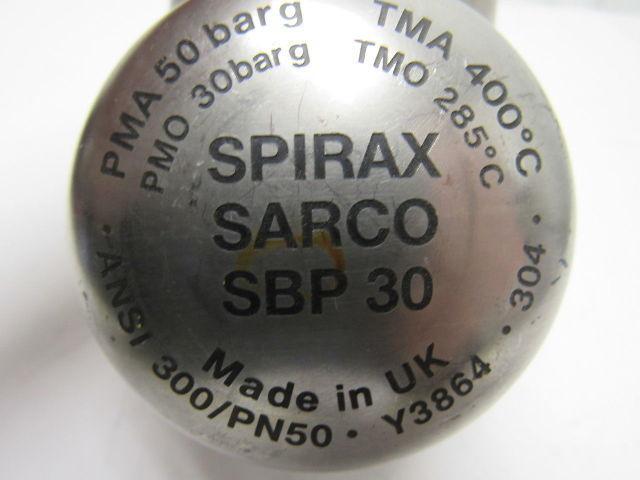 PMA 50 barg TMA 400°C
PMO 30barg TMO 285°C
SPIRAX
SARCO
SBP 30
Made in UK
• ANSI 300/PN50 • Y3864 • 304 •